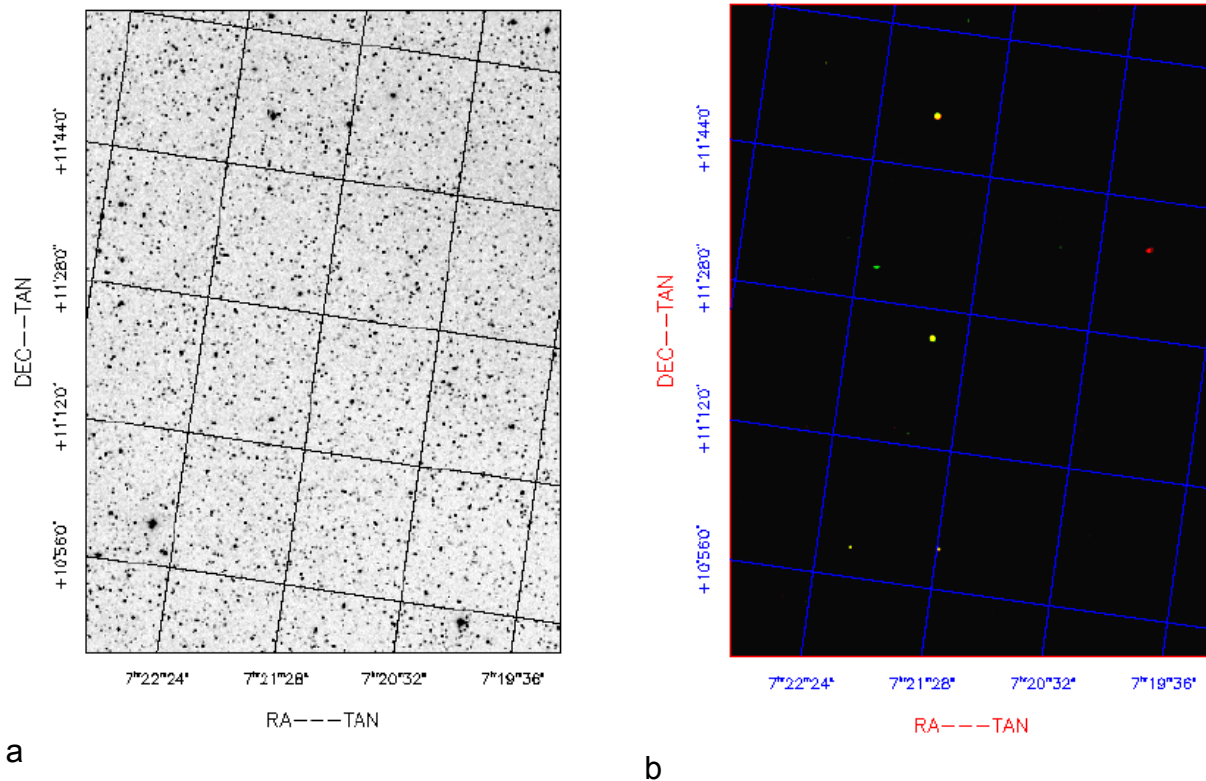 DEC---TAN
+11°44'0"
+11°28'0"
+11°12'0"
+10°56'0"
7ʰ22ᵐ24ˢ 7ʰ21ᵐ28ˢ 7ʰ20ᵐ32ˢ 7ʰ19ᵐ36ˢ
RA---TAN
a
DEC---TAN
+11°44'0"
+11°28'0"
+11°12'0"
+10°56'0"
7ʰ22ᵐ24ˢ 7ʰ21ᵐ28ˢ 7ʰ20ᵐ32ˢ 7ʰ19ᵐ36ˢ
RA---TAN
b